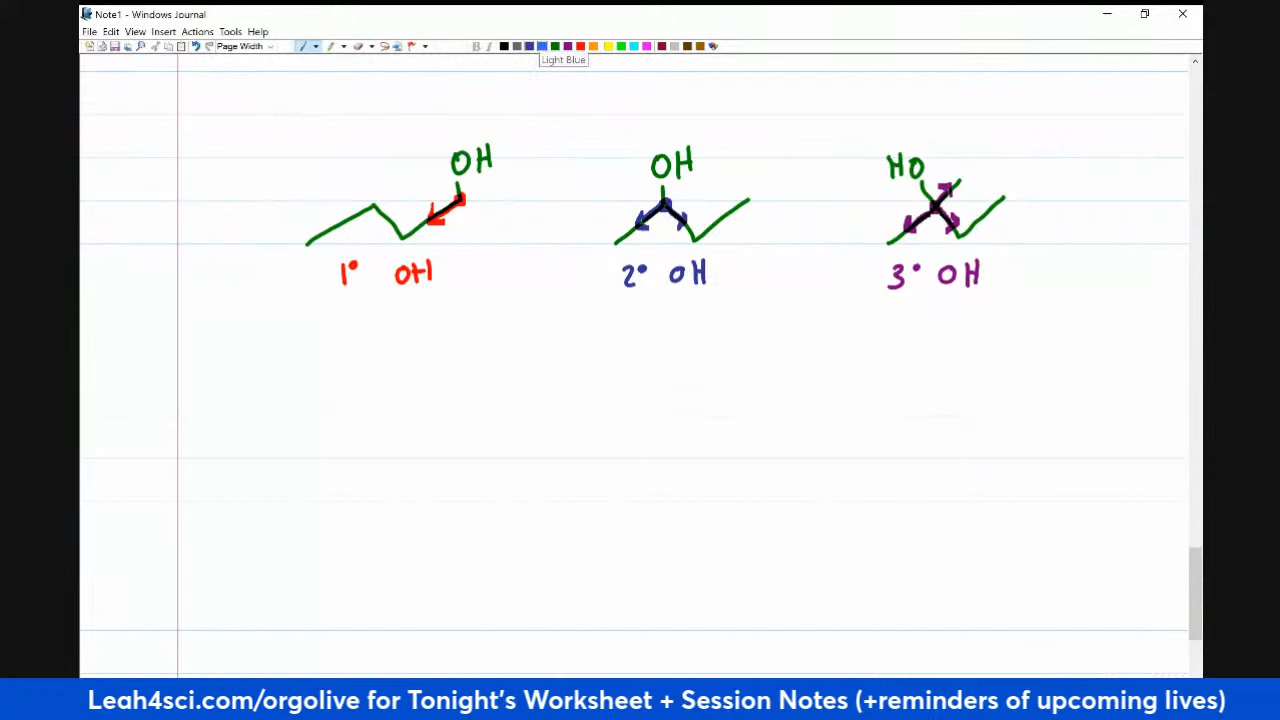 Note1 - Windows Journal
File Edit View Insert Actions Tools Help
Page Width
B I
Light Blue
OH
OH
HO
1° OH
2° OH
3° OH
Leah4sci.com/orgolive for Tonight's Worksheet + Session Notes (+reminders of upcoming lives)